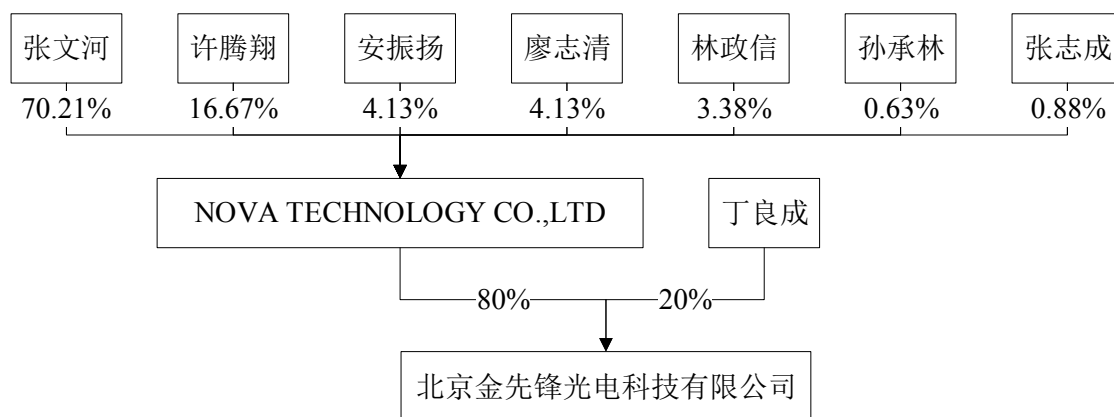 张文河 许腾翔 安振扬 廖志清 林政信 孙承林 张志成
70.21% 16.67% 4.13% 4.13% 3.38% 0.63% 0.88%
NOVA TECHNOLOGY CO.,LTD 丁良成
80% 20%
北京金先锋光电科技有限公司